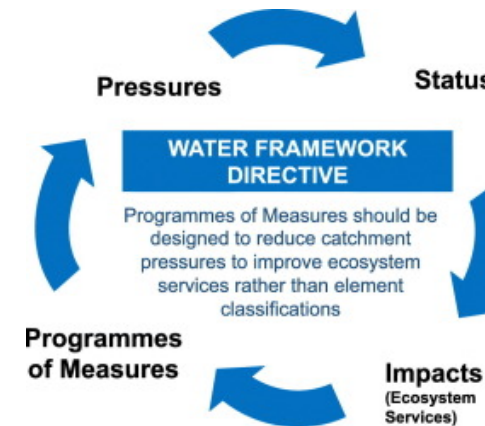 Pressures
Status
WATER FRAMEWORK
DIRECTIVE
Programmes of Measures should be
designed to reduce catchment
pressures to improve ecosystem
services rather than element
classifications
Programmes
of Measures
Impacts
(Ecosystem
Services)